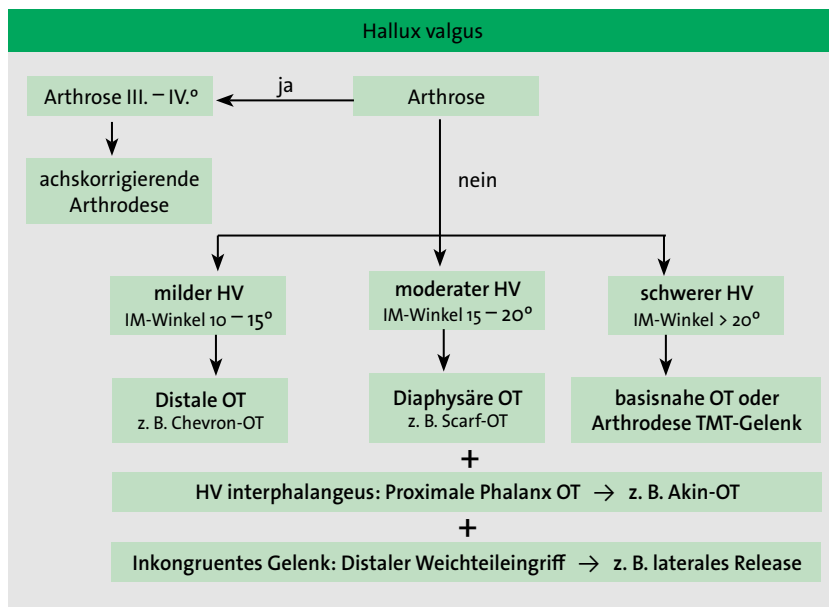 Hallux valgus
Arthrose III. – IV.°
ja
Arthrose
achskorrigierende
Arthrodese
nein
milder HV
IM-Winkel 10 – 15°
moderater HV
IM-Winkel 15 – 20°
schwerer HV
IM-Winkel > 20°
Distale OT
z. B. Chevron-OT
Diaphysäre OT
z. B. Scarf-OT
basisnahe OT oder
Arthrodese TMT-Gelenk
+
HV interphalangeus: Proximale Phalanx OT → z. B. Akin-OT
+
Inkongruentes Gelenk: Distaler Weichteileingriff → z. B. laterales Release